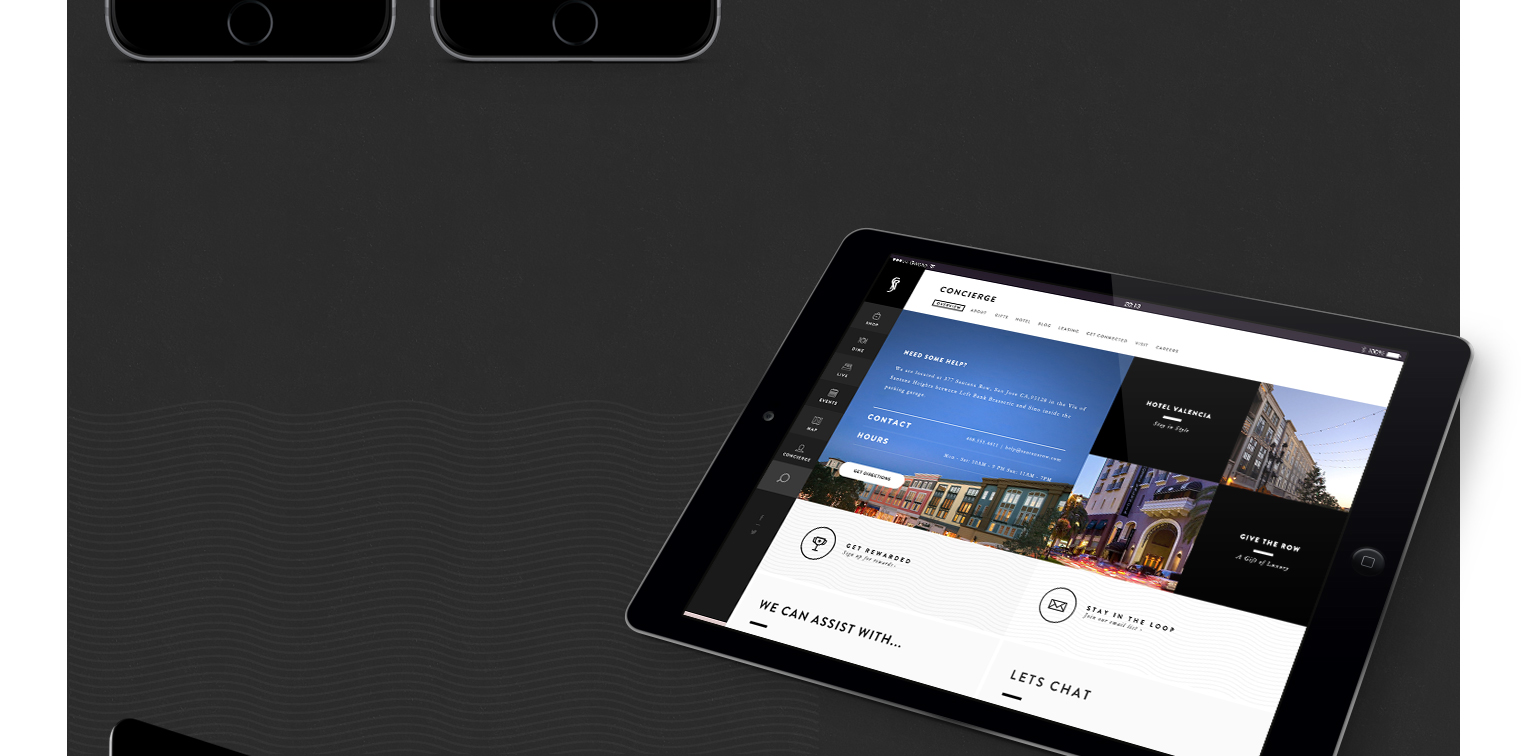 22:13
100%
CONCIERGE
OVERVIEW ABOUT GIFTS HOTEL BLOG LEASING GET CONNECTED VISIT CAREERS
SHOP
DINE
LIVE
EVENTS
MAP
CONCIERGE
NEED SOME HELP?
We are located at 377 Santana Row, San Jose CA,95128 in the Via of
Santana Heights between Left Bank Brasserie and Sino inside the
parking garage.
CONTACT
HOURS
Mon - Sat: 10AM - 9 PM Sun: 11AM - 7PM
GET DIRECTIONS
HOTEL VALENCIA
Stay in Style
GIVE THE ROW
A Gift of Luxury
GET REWARDED
Sign up for rewards
STAY IN THE LOOP
Join our email list
WE CAN ASSIST WITH...
LETS CHAT